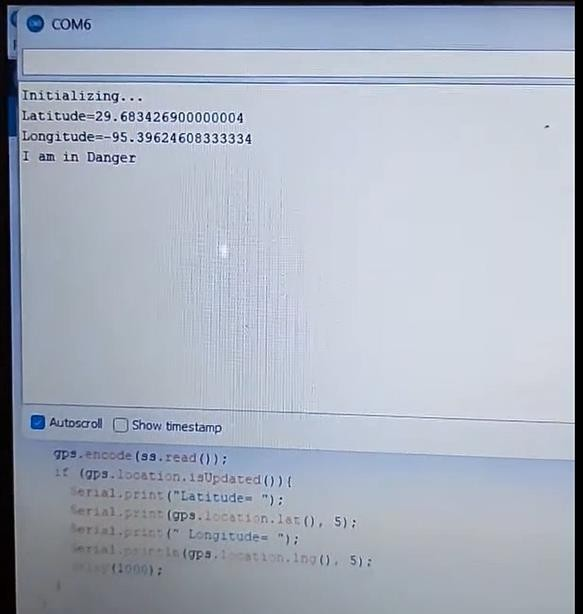 COM6
Initializing...
Latitude=29.683426900000004
Longitude=-95.39624608333334
I am in Danger
Autoscroll Show timestamp
gps.encode(ss.read());
if (gps.location.isUpdated()){
Serial.print("Latitude= ");
Serial.print(gps.location.lat(), 5);
Serial.print(" Longitude= ");
Serial.println(gps.location.lng(), 5);
delay(1000);
}